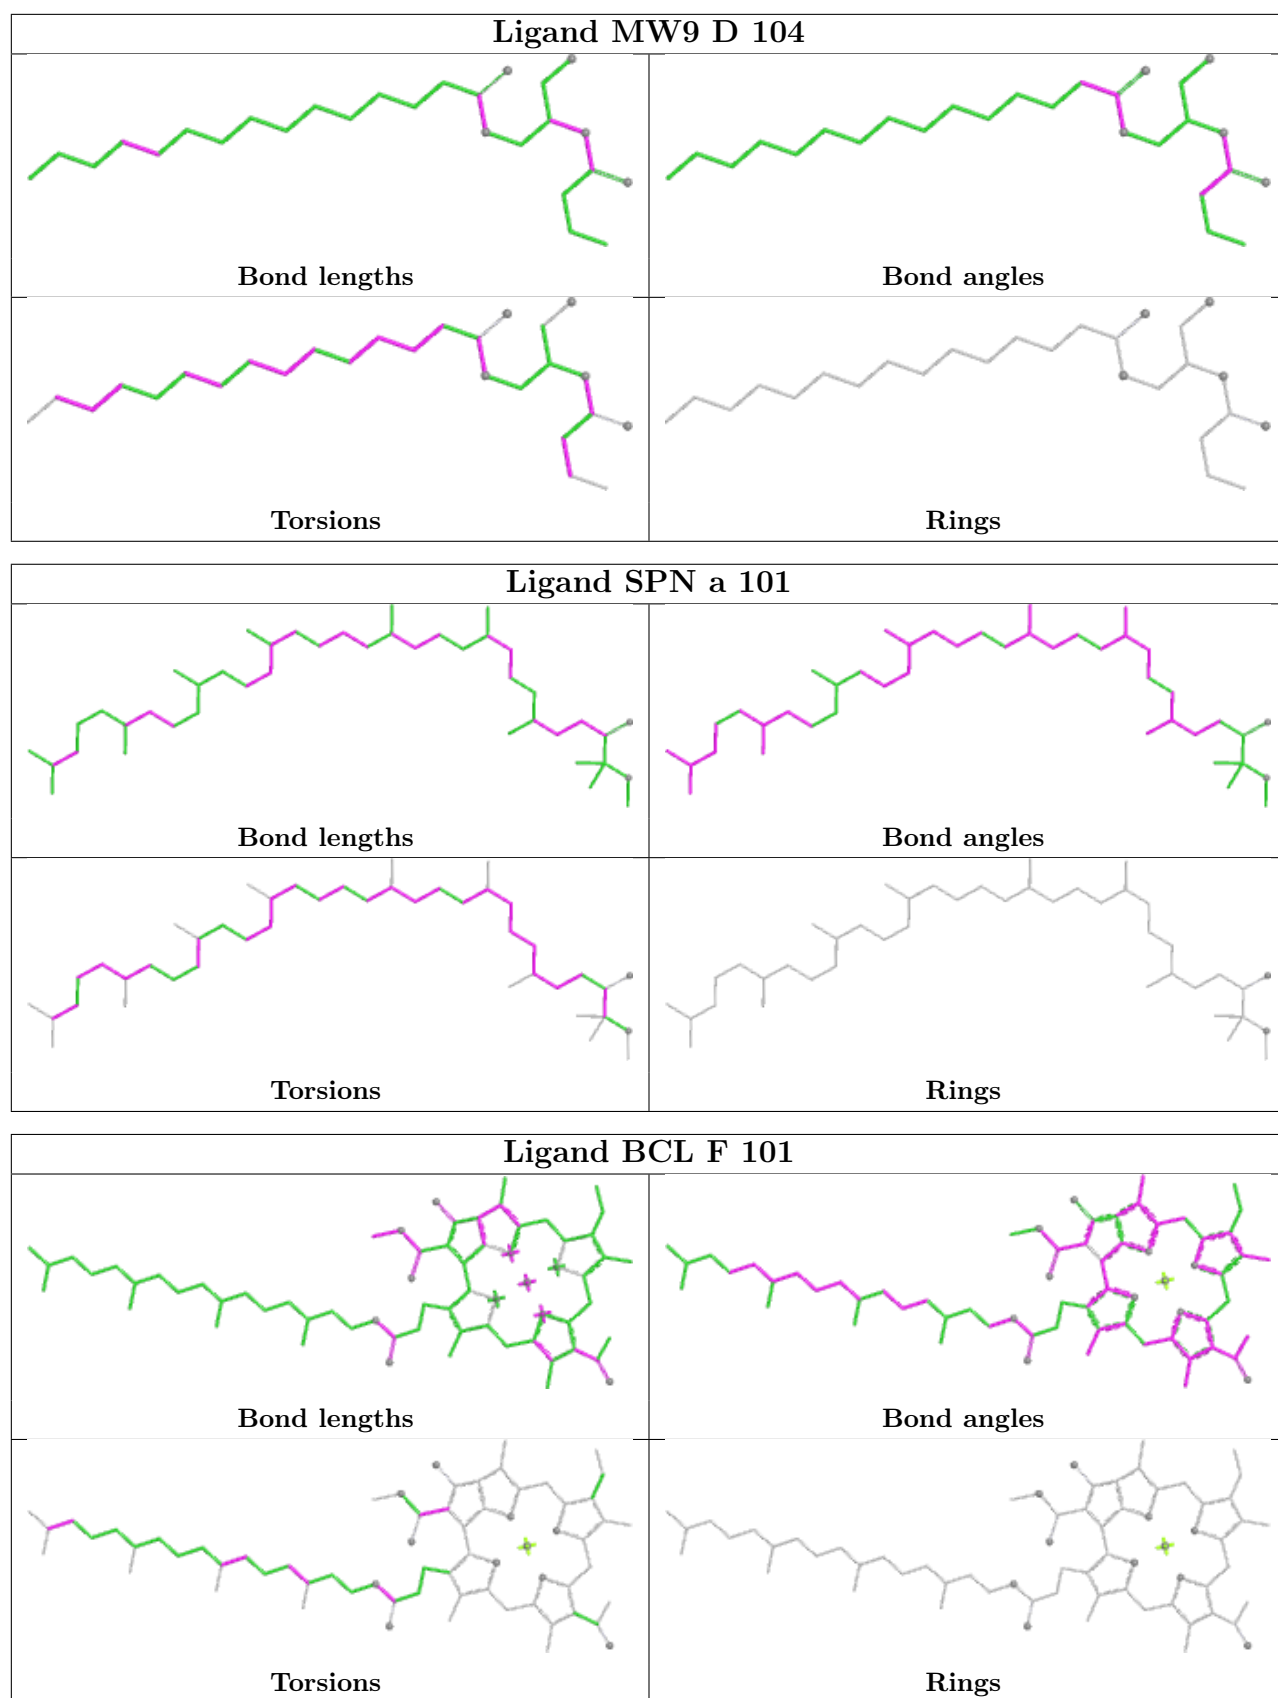 Ligand MW9 D 104
Bond lengths
Bond angles
Torsions
Rings
Ligand SPN a 101
Bond lengths
Bond angles
Torsions
Rings
Ligand BCL F 101
Bond lengths
Bond angles
Torsions
Rings